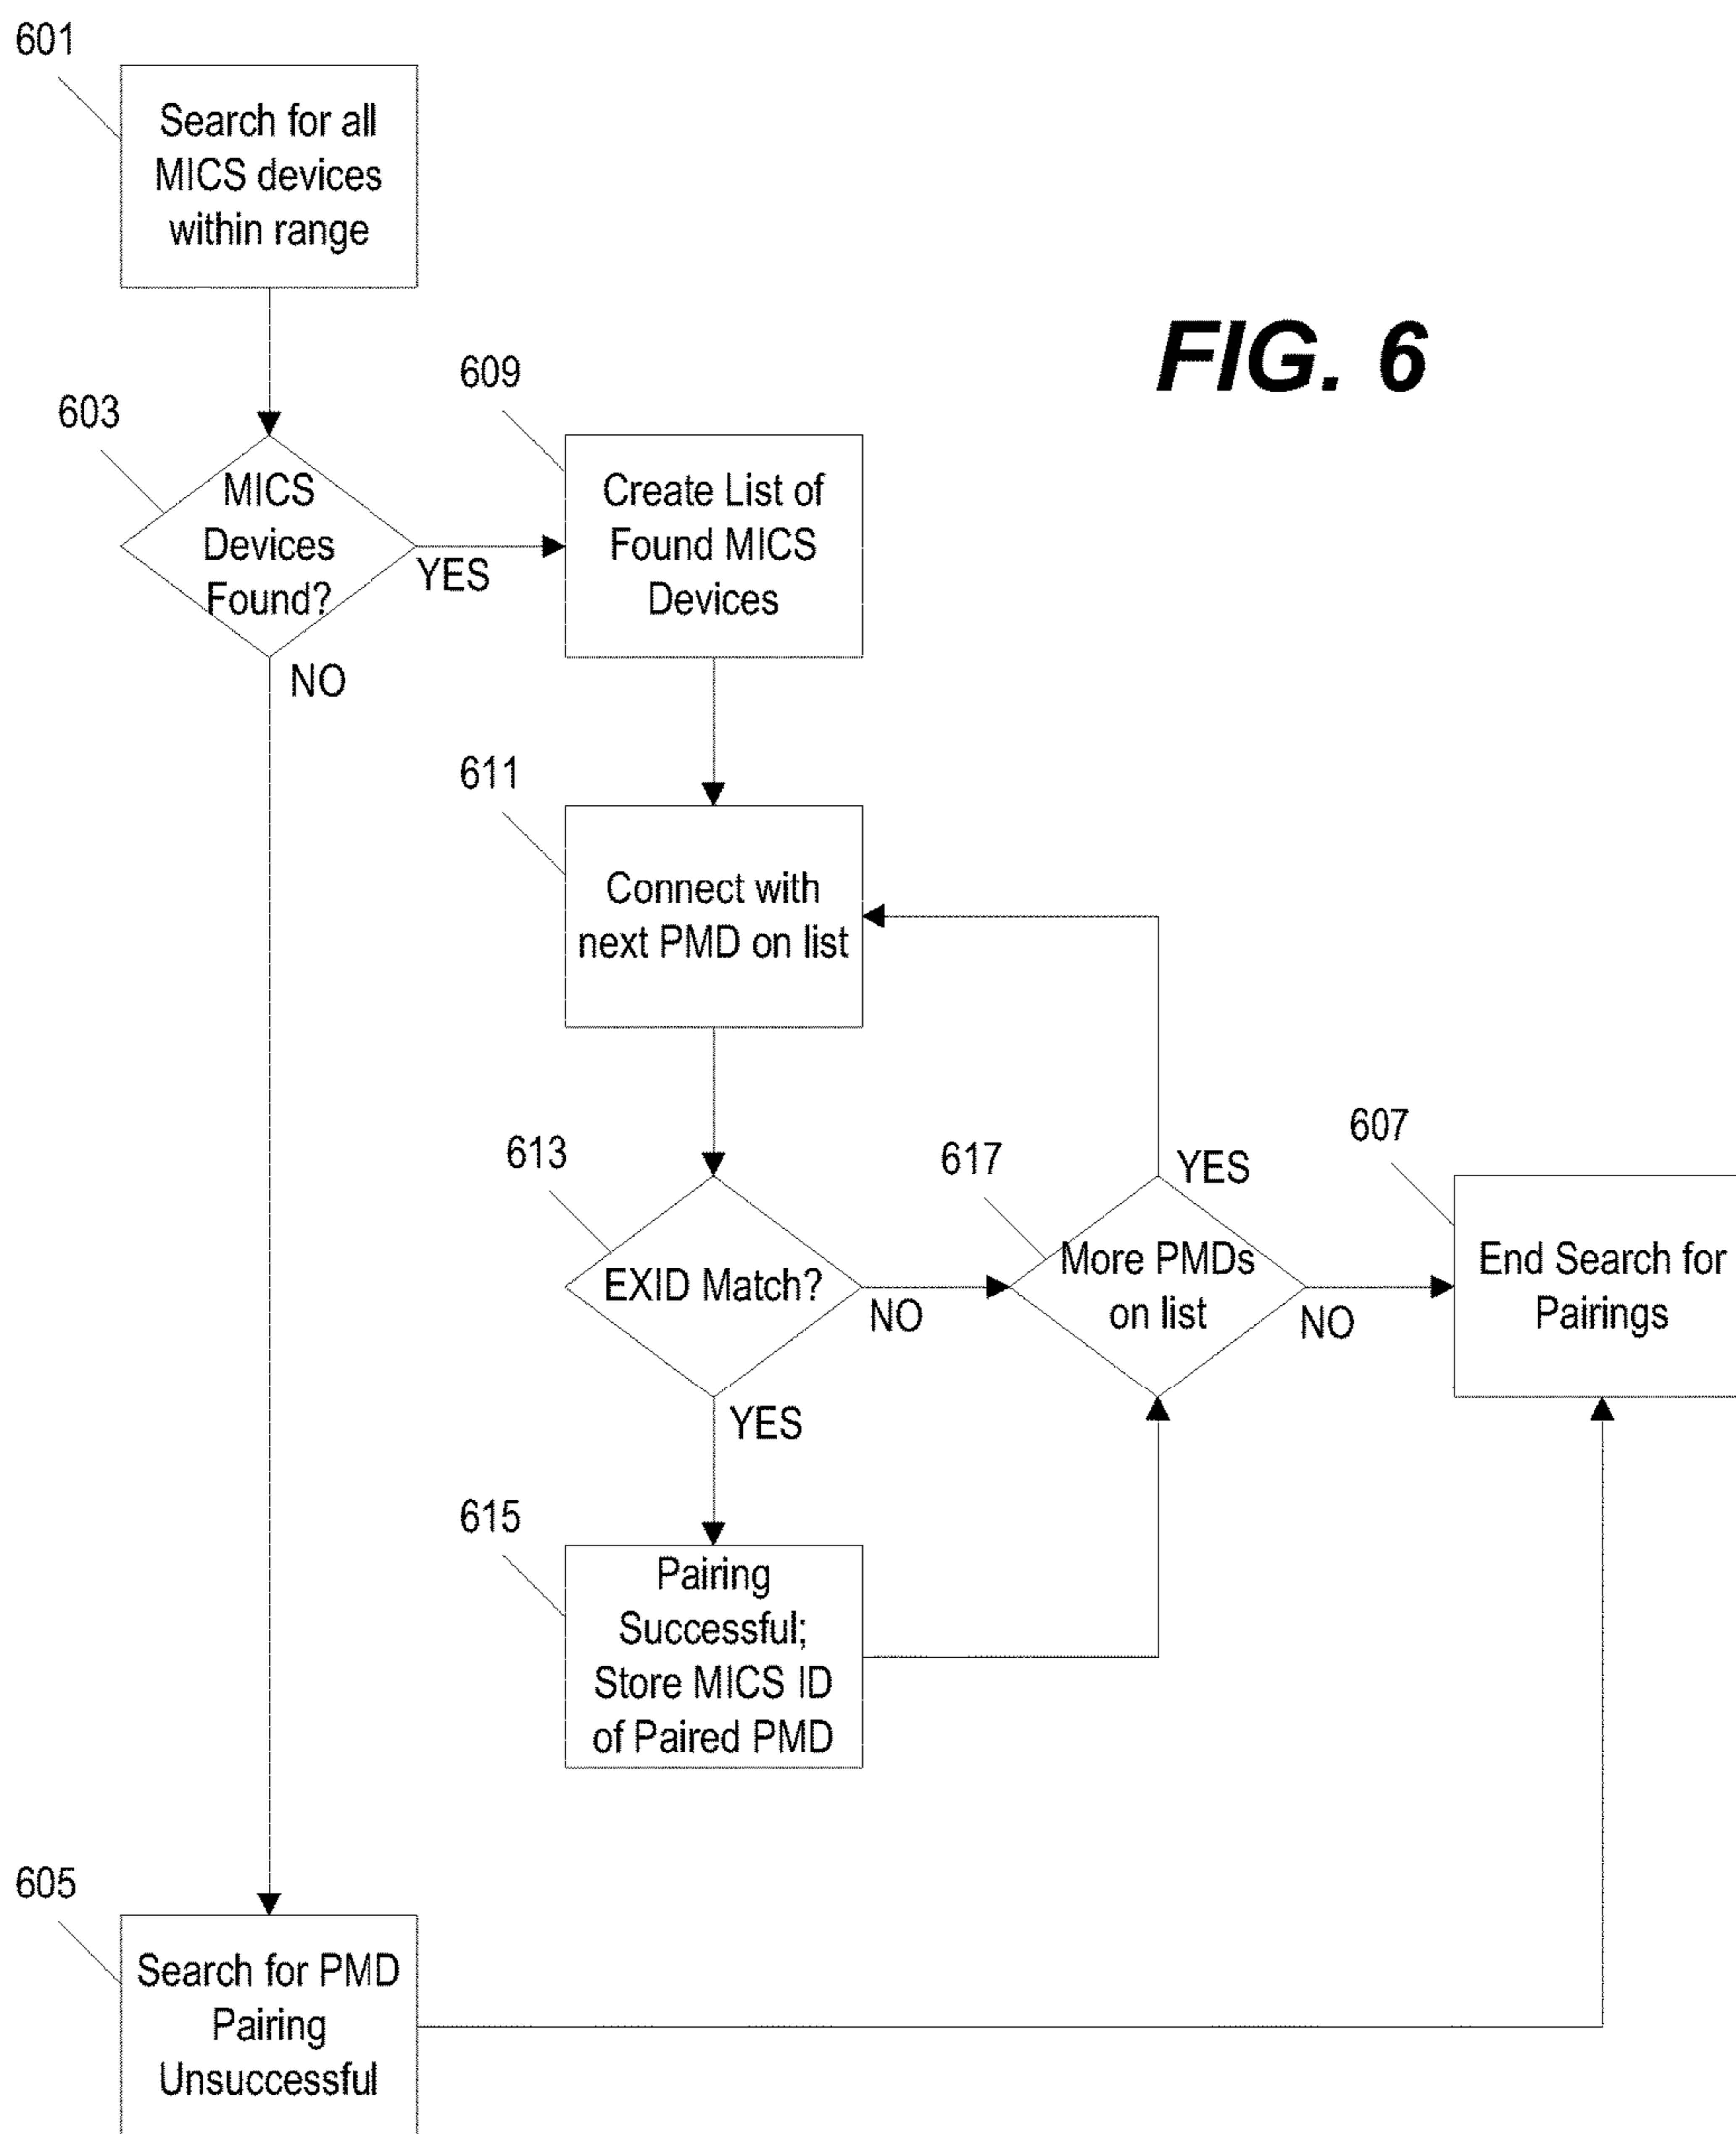 601
Search for all
MICS devices
within range
FIG. 6
603
MICS
Devices
Found?
YES
NO
609
Create List of
Found MICS
Devices
611
Connect with
next PMD on list
613
EXID Match?
NO
YES
617
More PMDs
on list
YES
NO
607
End Search for
Pairings
615
Pairing
Successful;
Store MICS ID
of Paired PMD
605
Search for PMD
Pairing
Unsuccessful